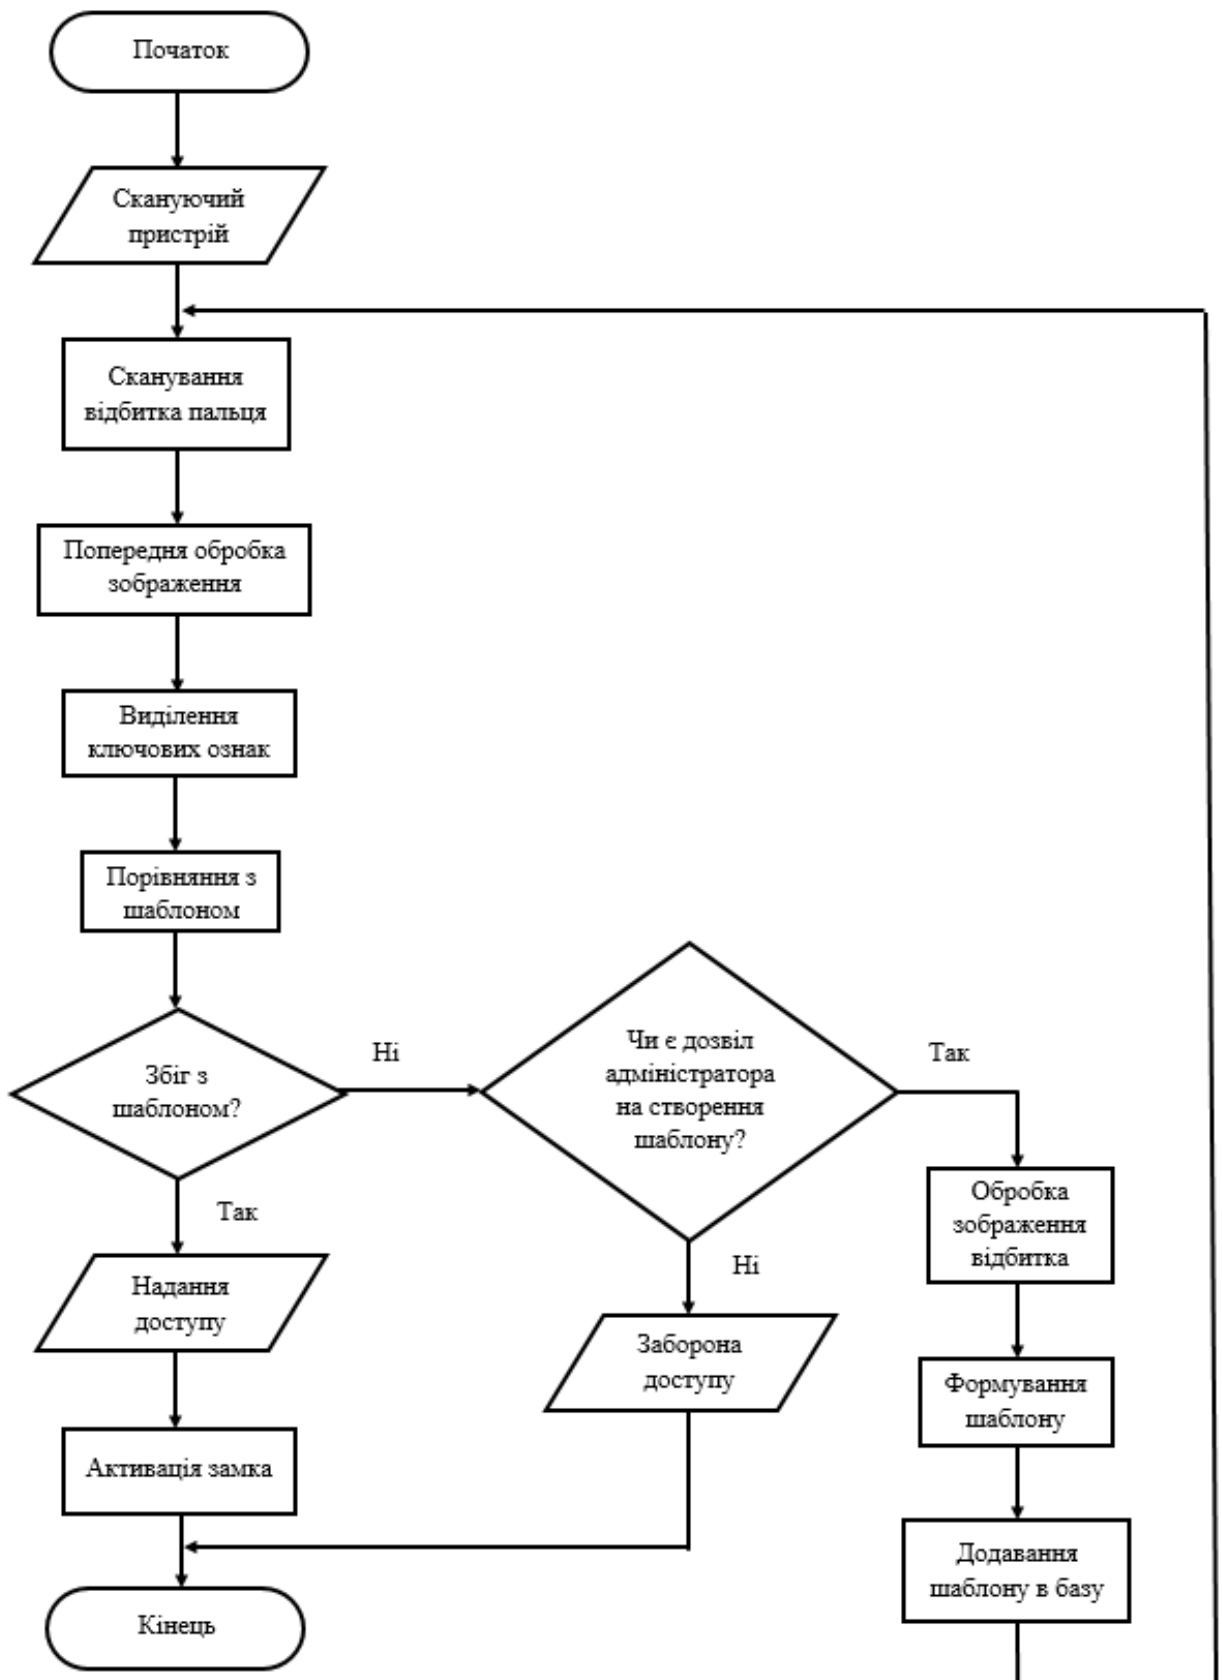 Початок
Скануючий
пристрій
Сканування
відбитка пальця
Попередня обробка
зображення
Виділення
ключових ознак
Порівняння з
шаблоном
Збіг з
шаблоном?
Ні
Чи є дозвіл
адміністратора
на створення
шаблону?
Так
Так
Надання
доступу
Активація замка
Ні
Заборона
доступу
Обробка
зображення
відбитка
Формування
шаблону
Додавання
шаблону в базу
Кінець